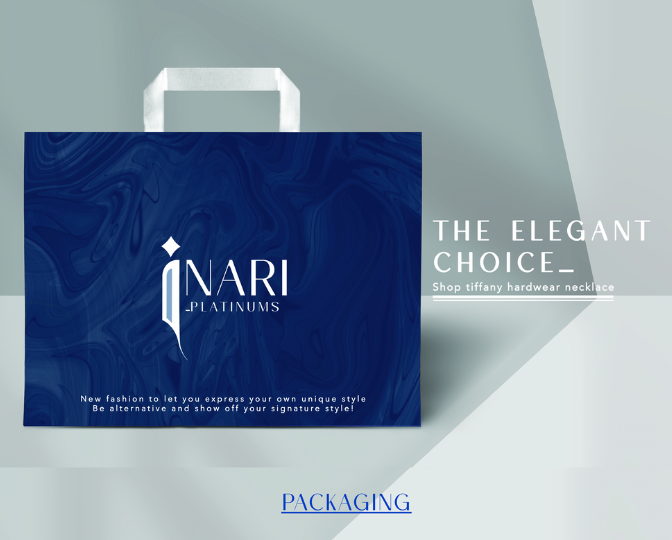 THE ELEGANT
CHOICE_
Shop tiffany hardwear necklace
iNARI
_PLATINUMS
New fashion to let you express your own unique style
Be alternative and show off your signature style!
PACKAGING